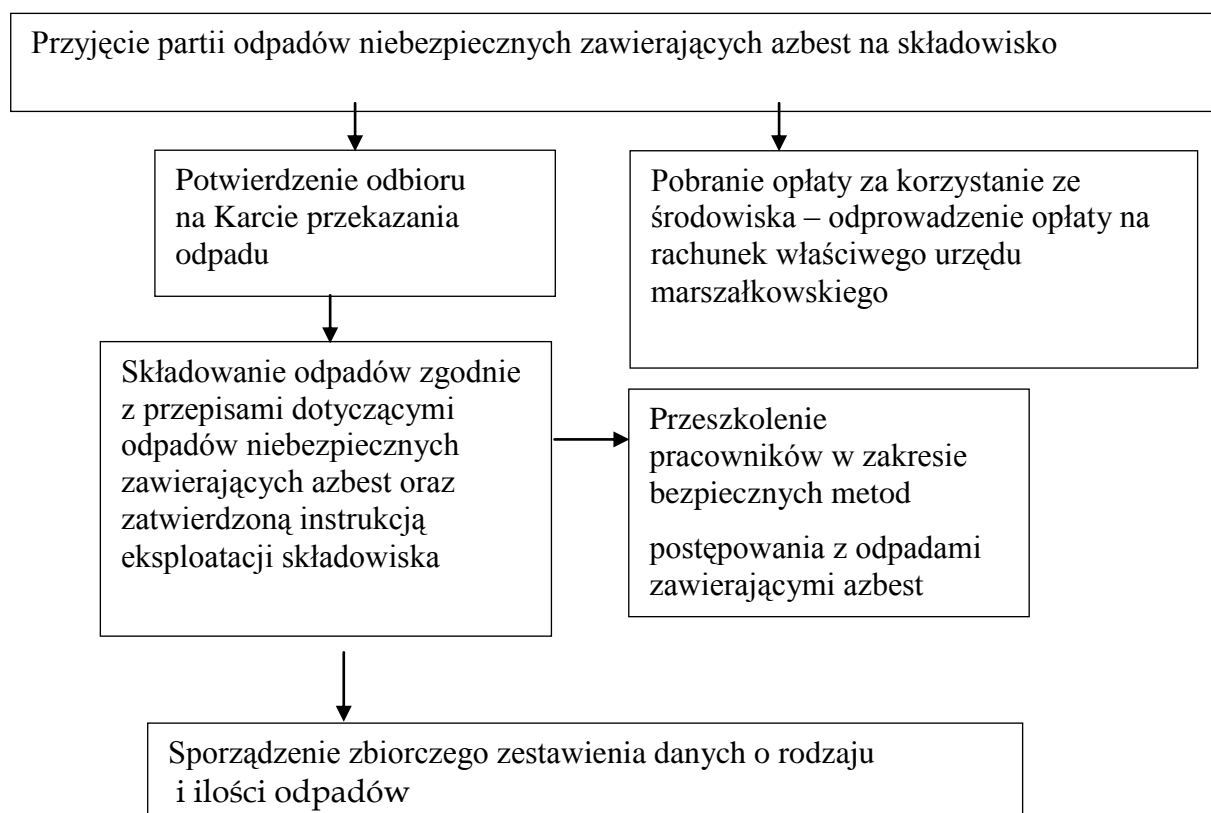 Przyjęcie partii odpadów niebezpiecznych zawierających azbest na składowisko
Potwierdzenie odbioru
na Karcie przekazania
odpadu
Pobranie opłaty za korzystanie ze
środowiska – odprowadzenie opłaty na
rachunek właściwego urzędu
marszałkowskiego
Składowanie odpadów zgodnie
z przepisami dotyczącymi
odpadów niebezpiecznych
zawierających azbest oraz
zatwierdzoną instrukcją
eksploatacji składowiska
Przeszkolenie
pracowników w zakresie
bezpiecznych metod
postępowania z odpadami
zawierającymi azbest
Sporządzenie zbiorczego zestawienia danych o rodzaju
i ilości odpadów